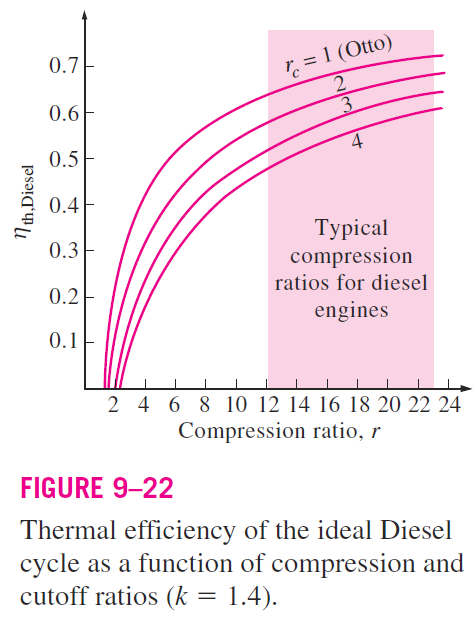 0.7
0.6
0.5
0.4
0.3
0.2
0.1
η th,Diesel
r_c = 1 (Otto)
2
3
4
Typical
compression
ratios for diesel
engines
2 4 6 8 10 12 14 16 18 20 22 24
Compression ratio, r
FIGURE 9–22
Thermal efficiency of the ideal Diesel
cycle as a function of compression and
cutoff ratios (k = 1.4).